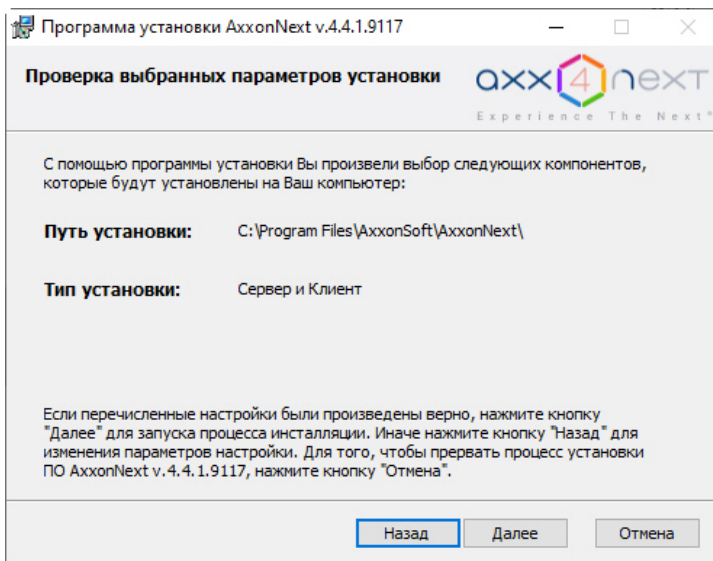 Программа установки AxxonNext v.4.4.1.9117
Проверка выбранных параметров установки
axx4next
Experience The Next®
С помощью программы установки Вы произвели выбор следующих компонентов,
которые будут установлены на Ваш компьютер:
Путь установки: C:\Program Files\AxxonSoft\AxxonNext\
Тип установки: Сервер и Клиент
Если перечисленные настройки были произведены верно, нажмите кнопку
"Далее" для запуска процесса инсталляции. Иначе нажмите кнопку "Назад" для
изменения параметров настройки. Для того, чтобы прервать процесс установки
ПО AxxonNext v.4.4.1.9117, нажмите кнопку "Отмена".
Назад Далее Отмена